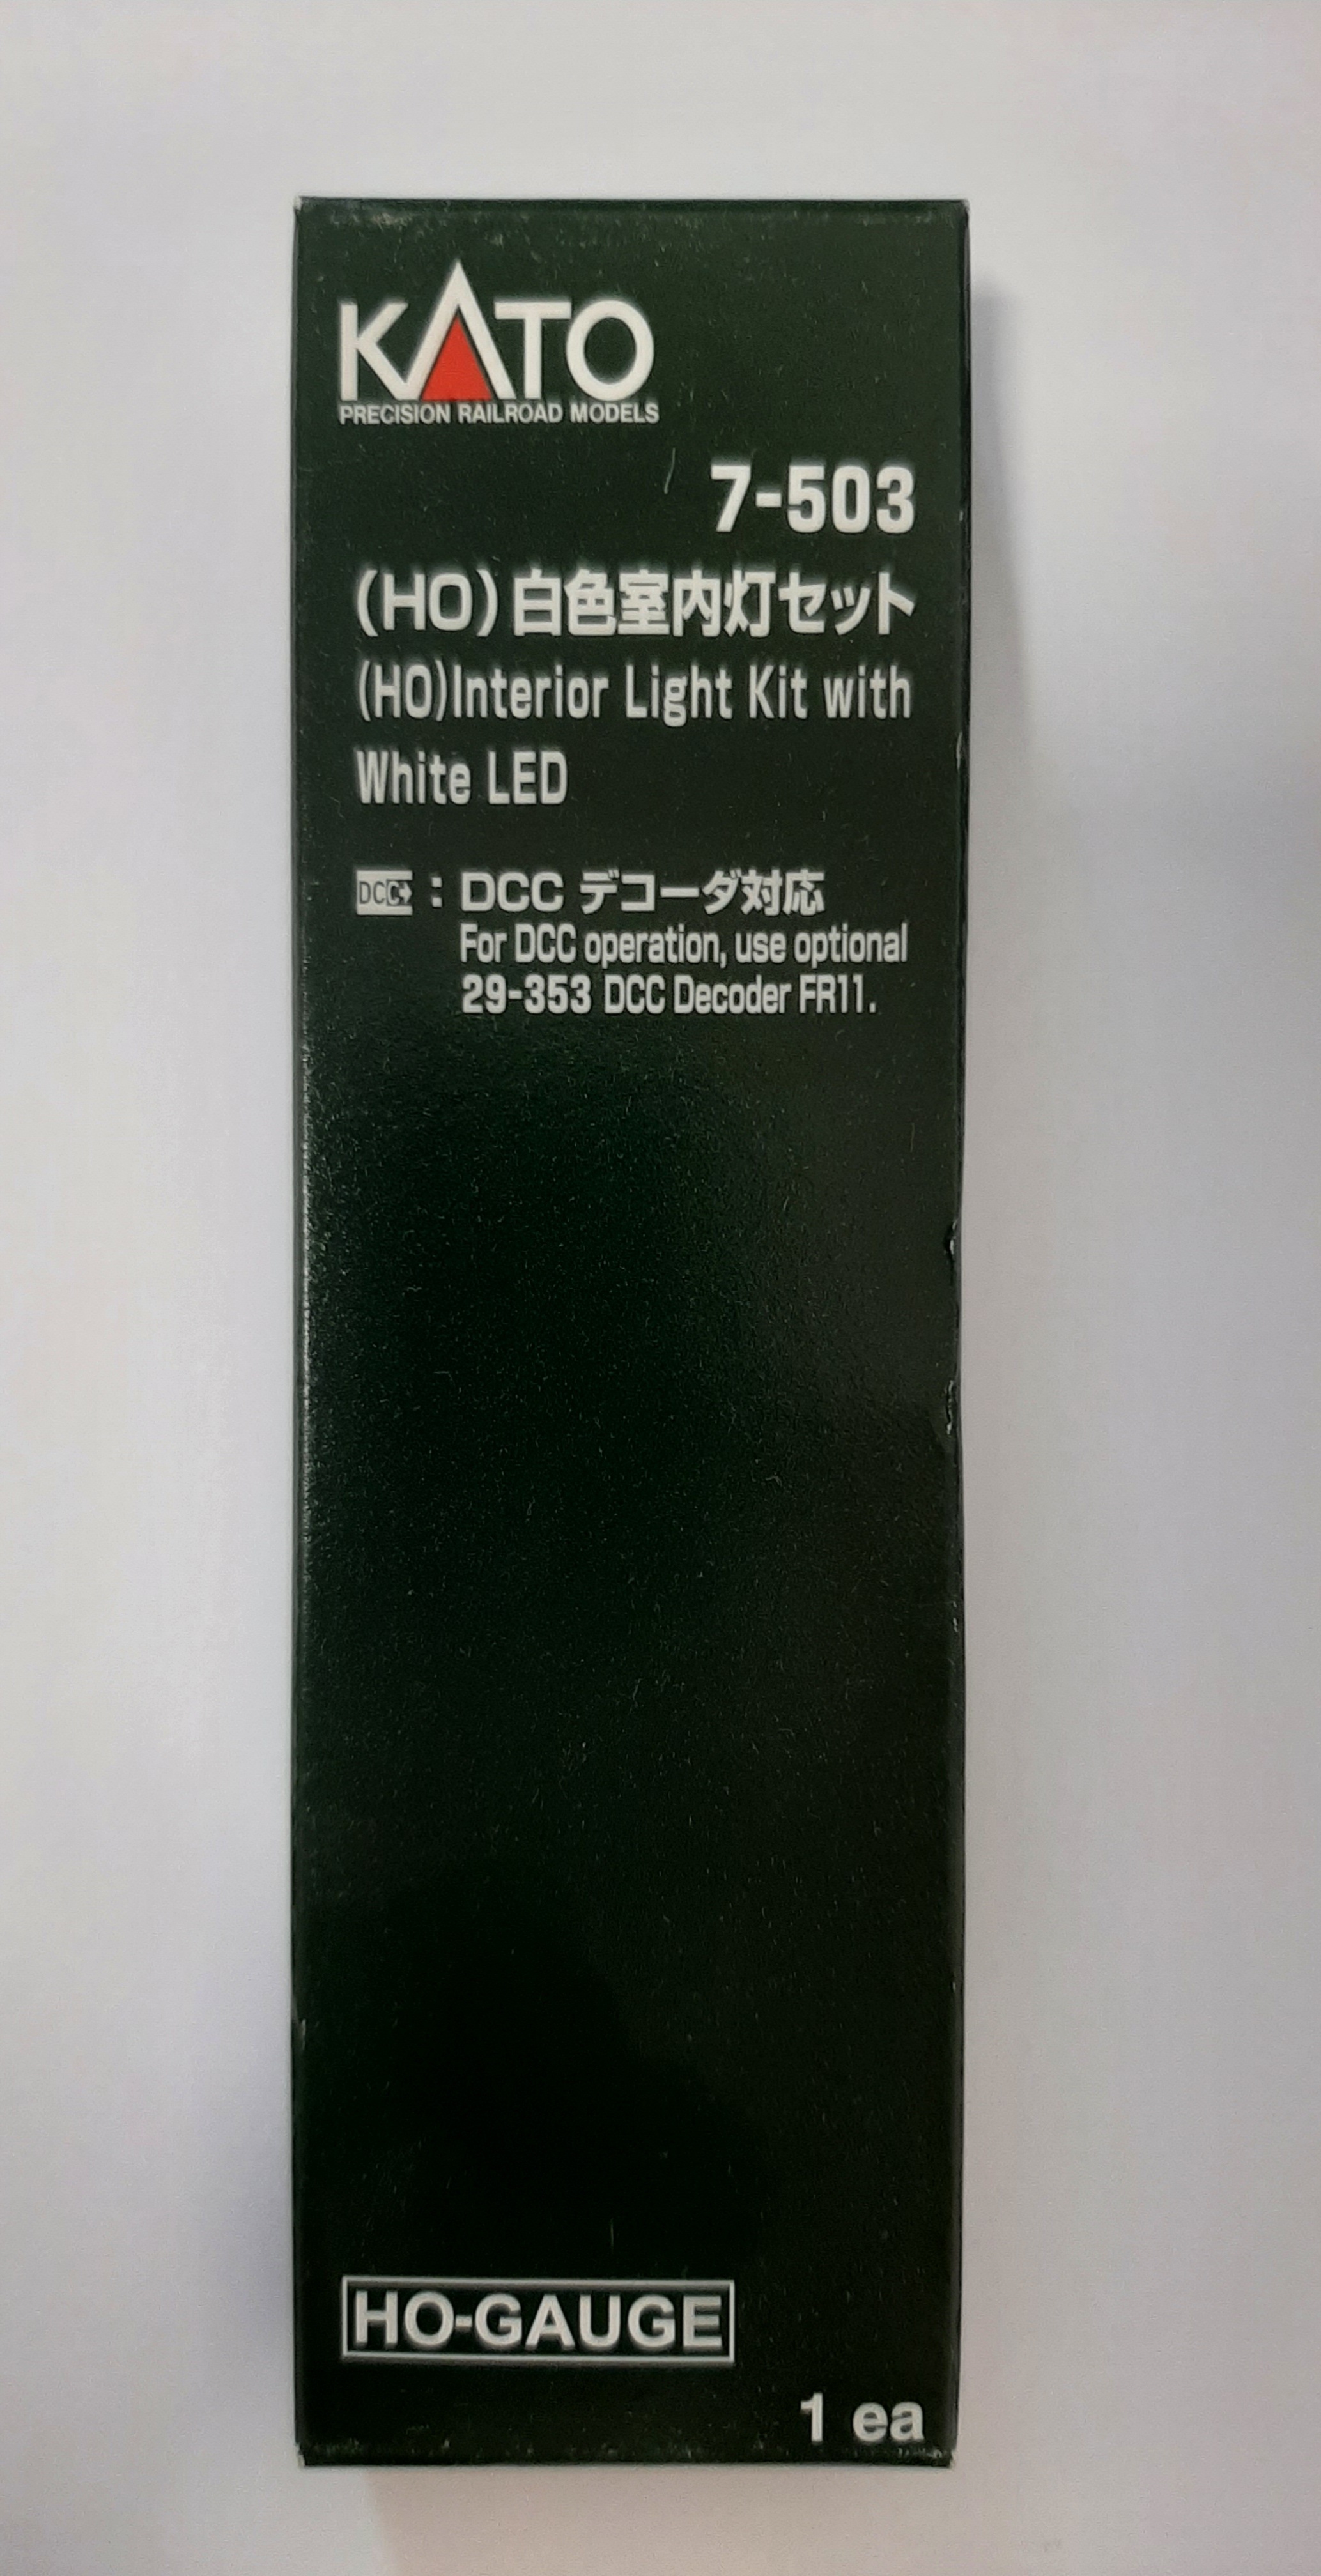 KATO
PRECISION RAILROAD MODELS
7-503
(HO)白色室内灯セット
(HO)Interior Light Kit with
White LED
DCC : DCC デコーダ対応
For DCC operation, use optional
29-353 DCC Decoder FR11.
HO-GAUGE
1 ea